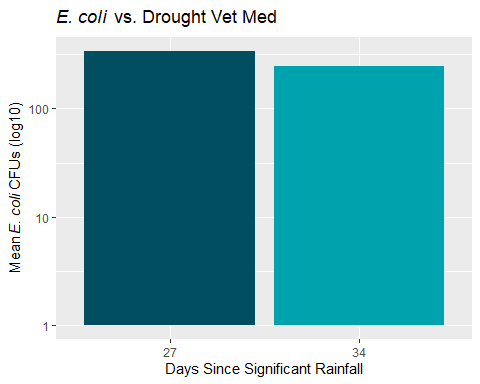 E. coli vs. Drought Vet Med
Mean E. coli CFUs (log10)
100
10
1
27
34
Days Since Significant Rainfall